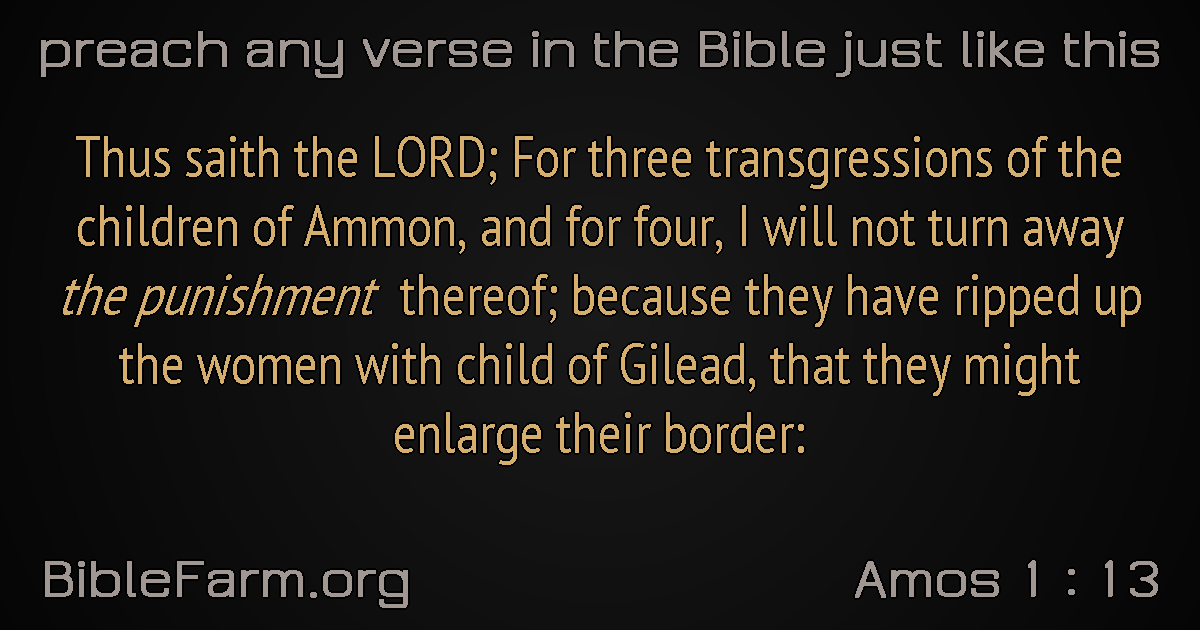 preach any verse in the Bible just like this
Thus saith the LORD; For three transgressions of the
children of Ammon, and for four, I will not turn away
the punishment thereof; because they have ripped up
the women with child of Gilead, that they might
enlarge their border:
BibleFarm.org
Amos 1 : 13